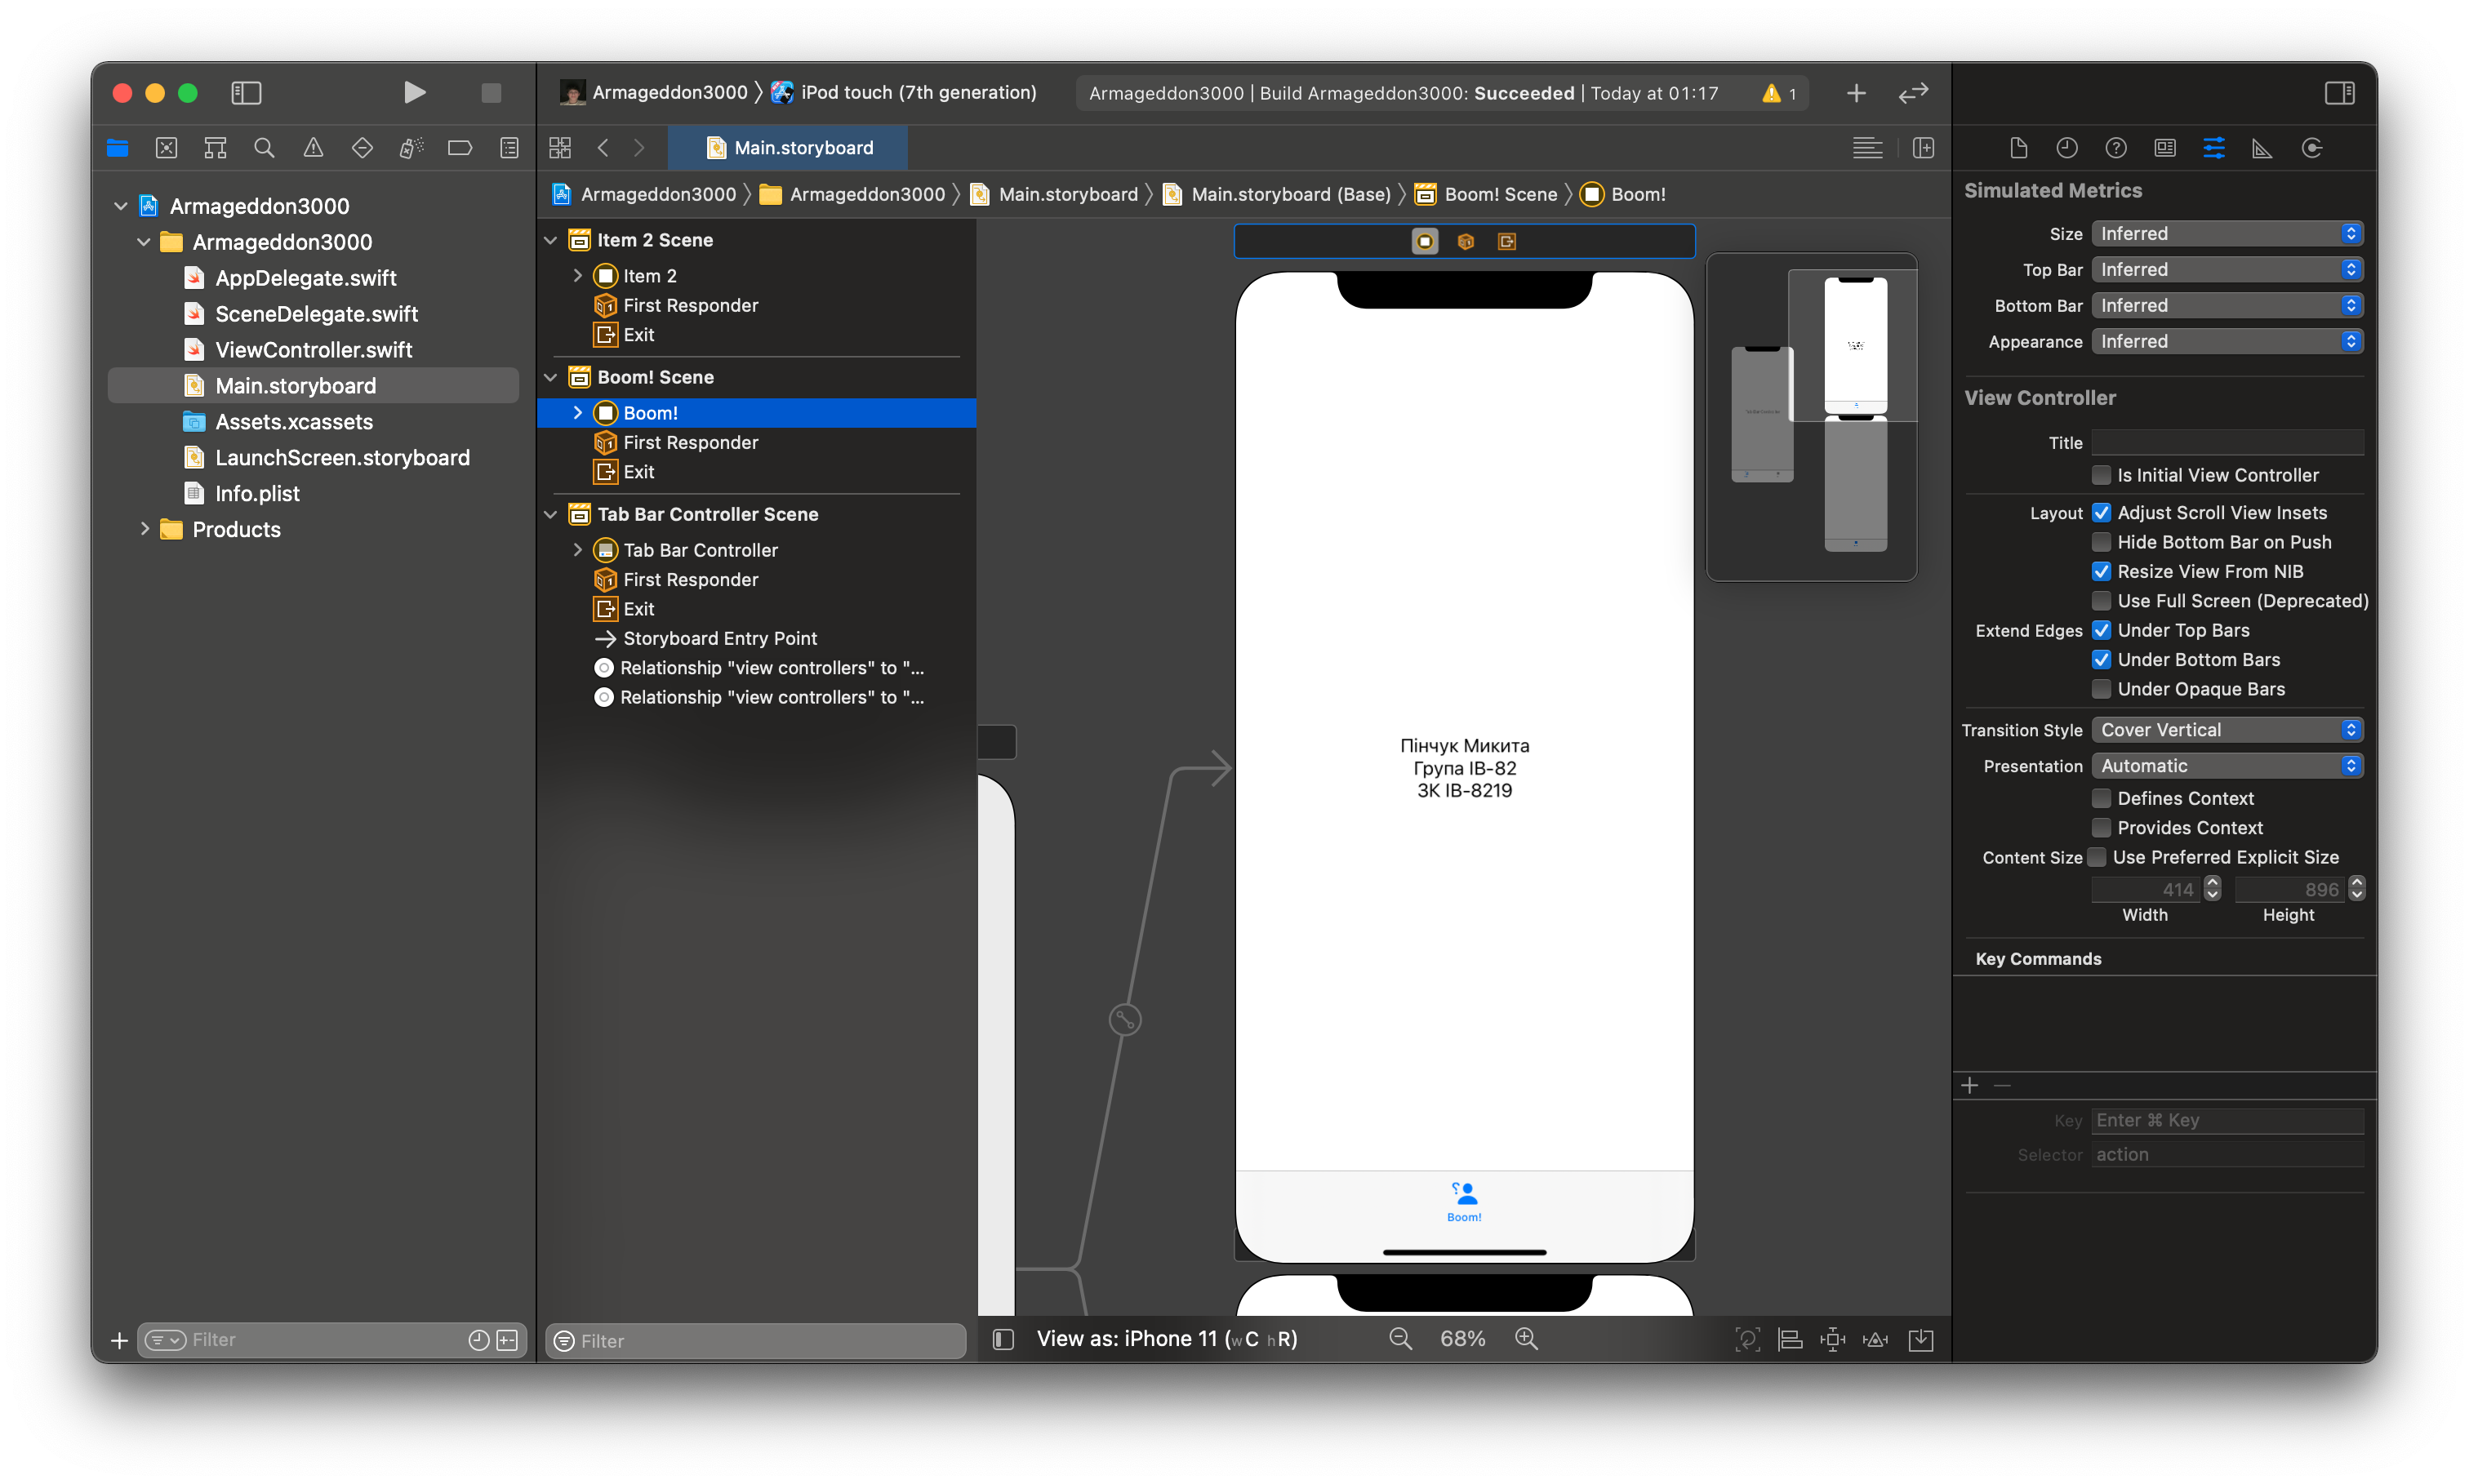 Armageddon3000 〉 iPod touch (7th generation)
Armageddon3000 | Build Armageddon3000: Succeeded | Today at 01:17
1
Main.storyboard
Armageddon3000
Armageddon3000
AppDelegate.swift
SceneDelegate.swift
ViewController.swift
Main.storyboard
Assets.xcassets
LaunchScreen.storyboard
Info.plist
Products
Filter
Armageddon3000 〉 Armageddon3000 〉 Main.storyboard 〉 Main.storyboard (Base) 〉 Boom! Scene 〉 Boom!
Item 2 Scene
Item 2
First Responder
Exit
Boom! Scene
Boom!
First Responder
Exit
Tab Bar Controller Scene
Tab Bar Controller
First Responder
Exit
Storyboard Entry Point
Relationship "view controllers" to "...
Relationship "view controllers" to "...
Filter
Пінчук Микита
Група ІВ-82
ЗК ІВ-8219
Boom!
View as: iPhone 11 (wC hR)
68%
Simulated Metrics
Size Inferred
Top Bar Inferred
Bottom Bar Inferred
Appearance Inferred
View Controller
Title
Is Initial View Controller
Layout Adjust Scroll View Insets
Hide Bottom Bar on Push
Resize View From NIB
Use Full Screen (Deprecated)
Extend Edges Under Top Bars
Under Bottom Bars
Under Opaque Bars
Transition Style Cover Vertical
Presentation Automatic
Defines Context
Provides Context
Content Size Use Preferred Explicit Size
414 896
Width Height
Key Commands
Key Enter ⌘ Key
Selector action